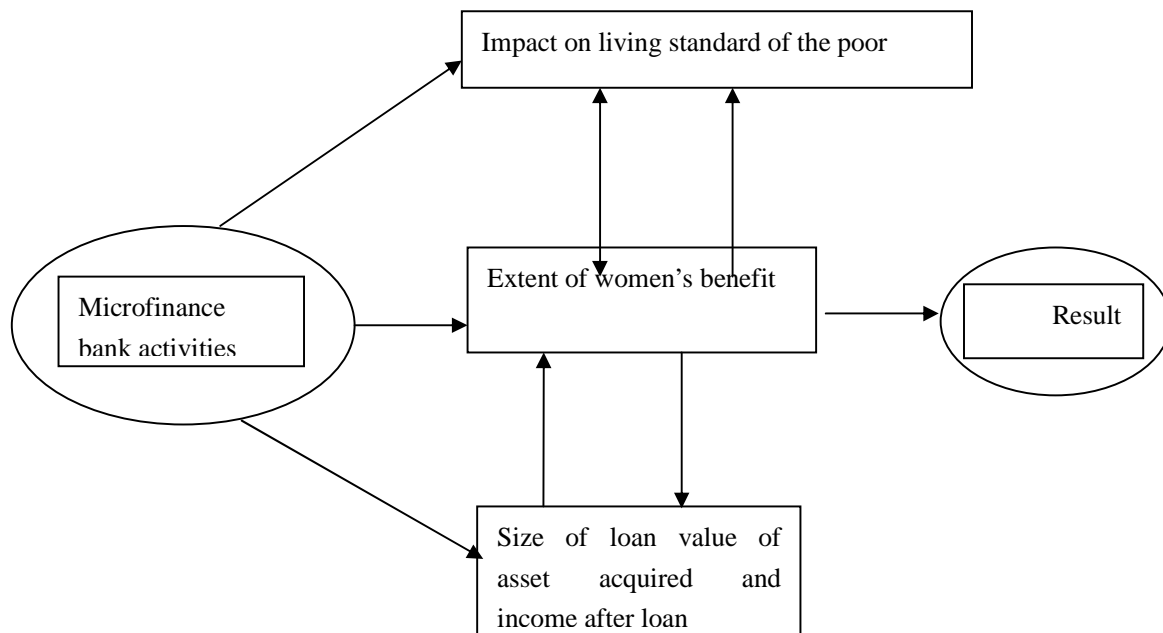 Impact on living standard of the poor
Extent of women’s benefit
Microfinance
bank activities
Result
Size of loan value of
asset acquired and
income after loan